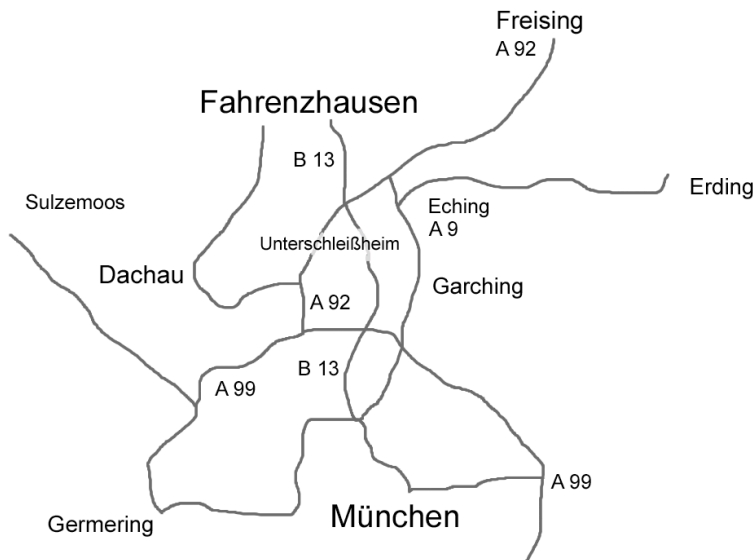 Freising
A 92
Fahrenzhausen
B 13
Erding
Sulzemoos
Eching
A 9
Unterschleißheim
Dachau
Garching
A 92
B 13
A 99
A 99
München
Germering